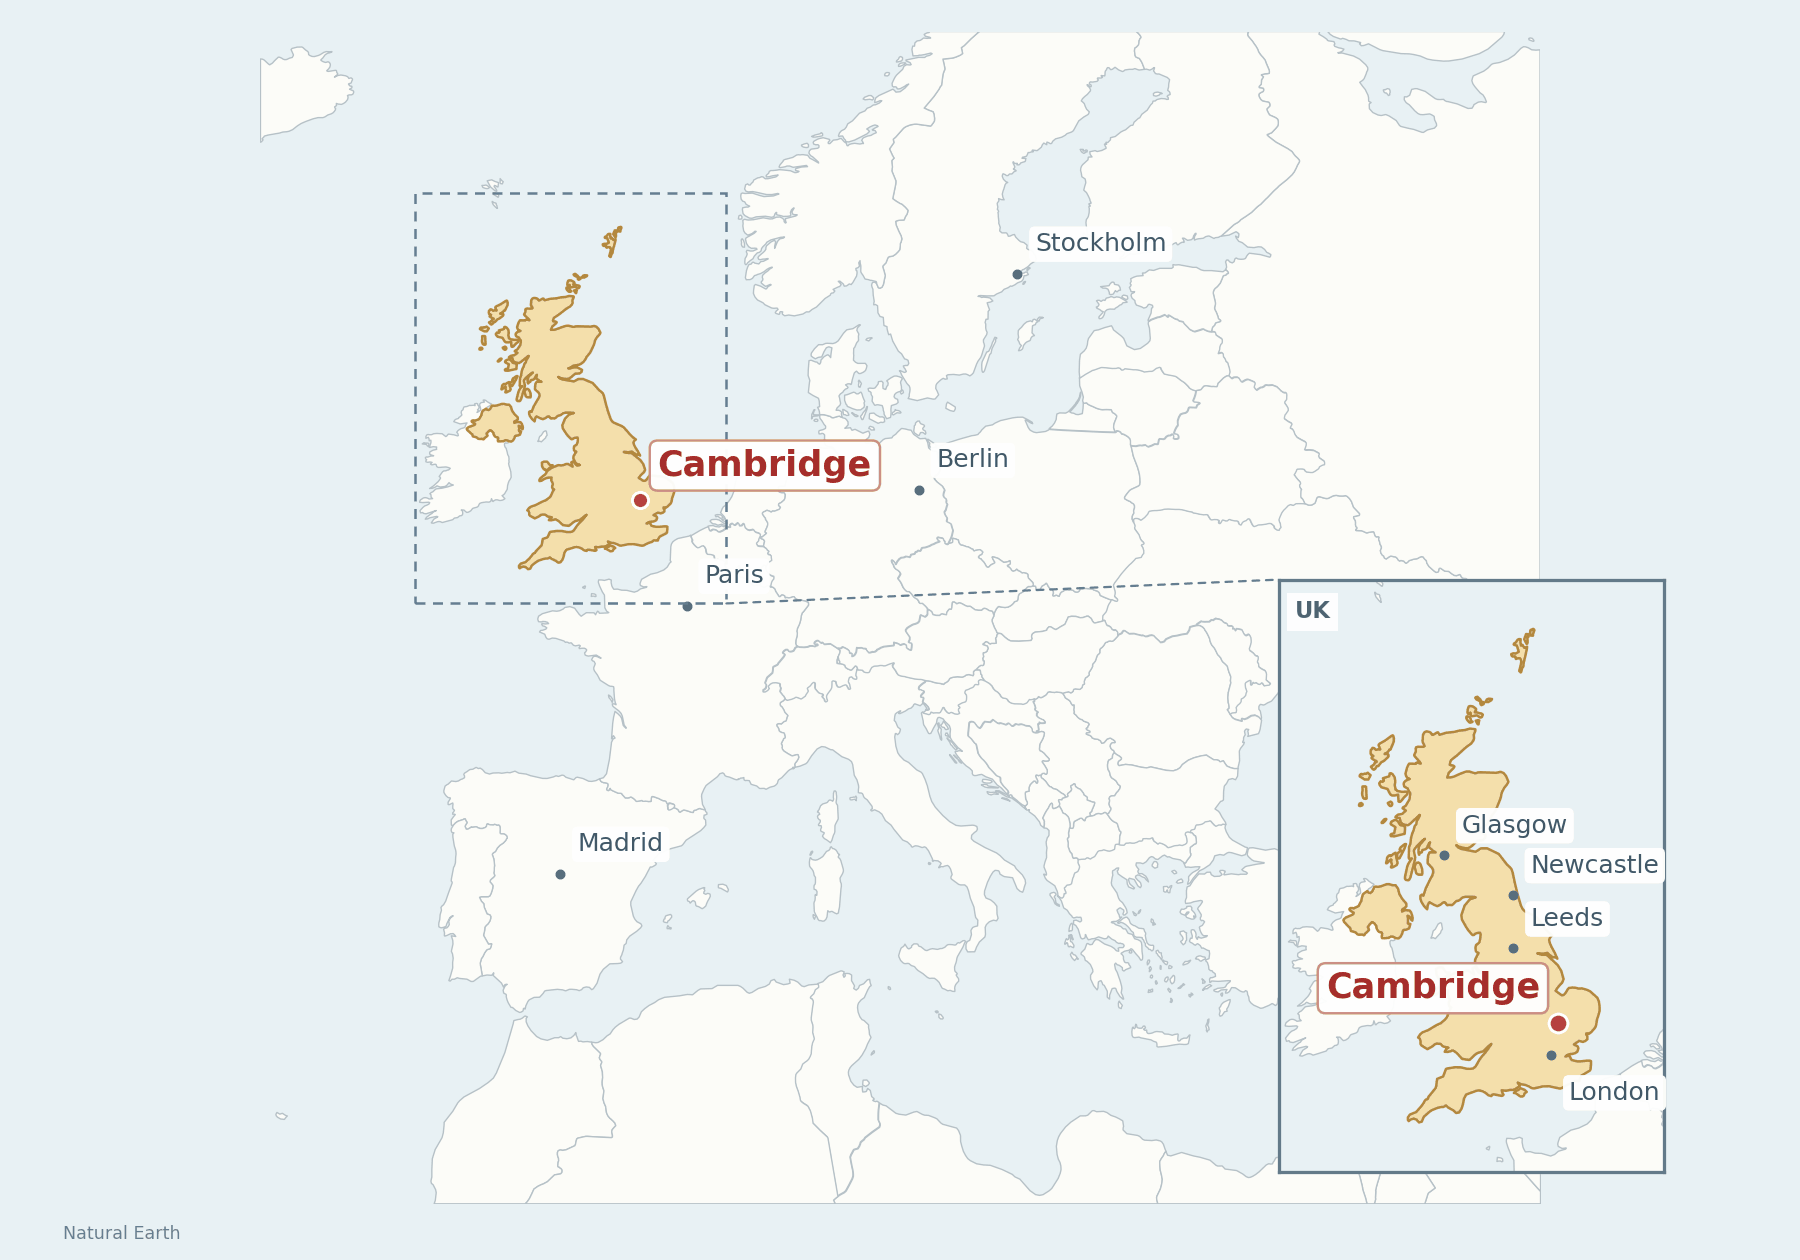 Stockholm
Cambridge
Berlin
Paris
Madrid
UK
Glasgow
Newcastle
Leeds
Cambridge
London
Natural Earth